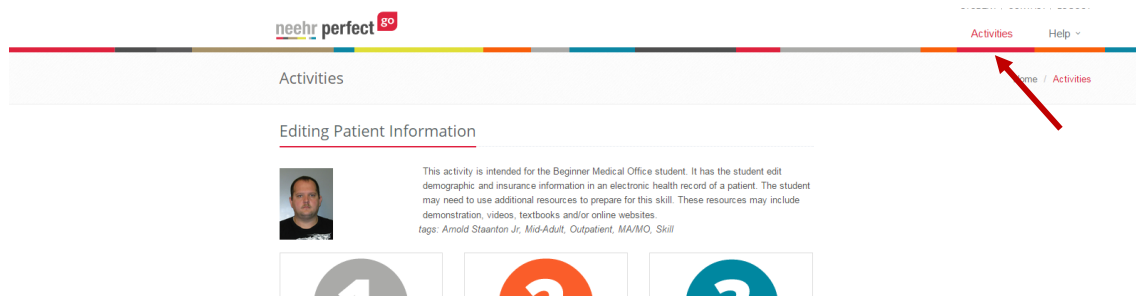 neehr perfect go
Activities Help
Activities
Home / Activities
Editing Patient Information
This activity is intended for the Beginner Medical Office student. It has the student edit
demographic and insurance information in an electronic health record of a patient. The student
may need to use additional resources to prepare for this skill. These resources may include
demonstration, videos, textbooks and/or online websites.
tags: Arnold Staanton Jr, Mid-Adult, Outpatient, MA/MO, Skill
1 2 3